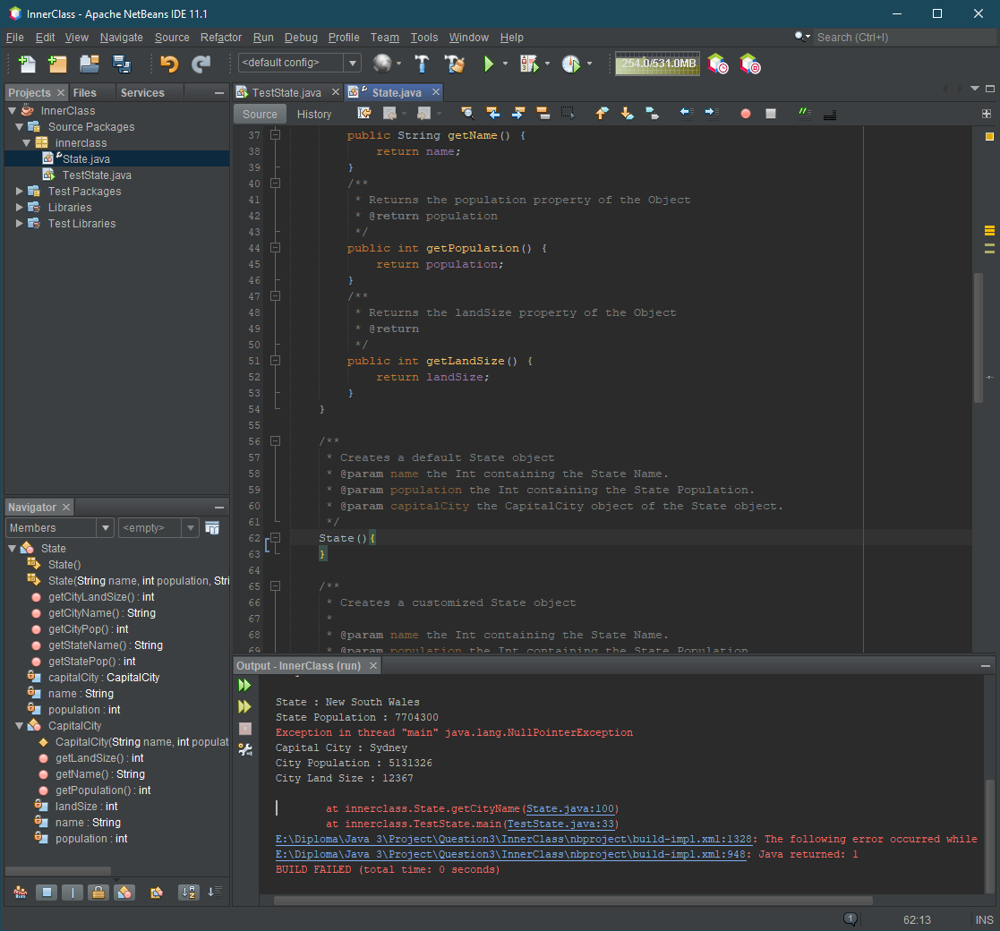 InnerClass - Apache NetBeans IDE 11.1
File Edit View Navigate Source Refactor Run Debug Profile Team Tools Window Help
Search (Ctrl+I)
<default config>
254.0/531.0MB
Projects Files Services
InnerClass
Source Packages
innerclass
State.java
TestState.java
Test Packages
Libraries
Test Libraries
TestState.java State.java
Source History
37 public String getName() {
38 return name;
39 }
40 /**
41 * Returns the population property of the Object
42 * @return population
43 */
44 public int getPopulation() {
45 return population;
46 }
47 /**
48 * Returns the landSize property of the Object
49 * @return
50 */
51 public int getLandSize() {
52 return landSize;
53 }
54 }
55
56 /**
57 * Creates a default State object
58 * @param name the Int containing the State Name.
59 * @param population the Int containing the State Population.
60 * @param capitalCity the CapitalCity object of the State object.
61 */
62 State(){
63 }
64
65 /**
66 * Creates a customized State object
67 *
68 * @param name the Int containing the State Name.
69 * @param population the Int containing the State Population
Navigator
Members <empty>
State
State()
State(String name, int population, Stri
getCityLandSize() : int
getCityName() : String
getCityPop() : int
getStateName() : String
getStatePop() : int
capitalCity : CapitalCity
name : String
population : int
CapitalCity
CapitalCity(String name, int populat
getLandSize() : int
getName() : String
getPopulation() : int
landSize : int
name : String
population : int
Output - InnerClass (run)
State : New South Wales
State Population : 7704300
Exception in thread "main" java.lang.NullPointerException
Capital City : Sydney
City Population : 5131326
City Land Size : 12367
at innerclass.State.getCityName(State.java:100)
at innerclass.TestState.main(TestState.java:33)
E:\Diploma\Java 3\Project\Question3\InnerClass\nbproject\build-impl.xml:1328: The following error occurred while
E:\Diploma\Java 3\Project\Question3\InnerClass\nbproject\build-impl.xml:948: Java returned: 1
BUILD FAILED (total time: 0 seconds)
1 62:13 INS